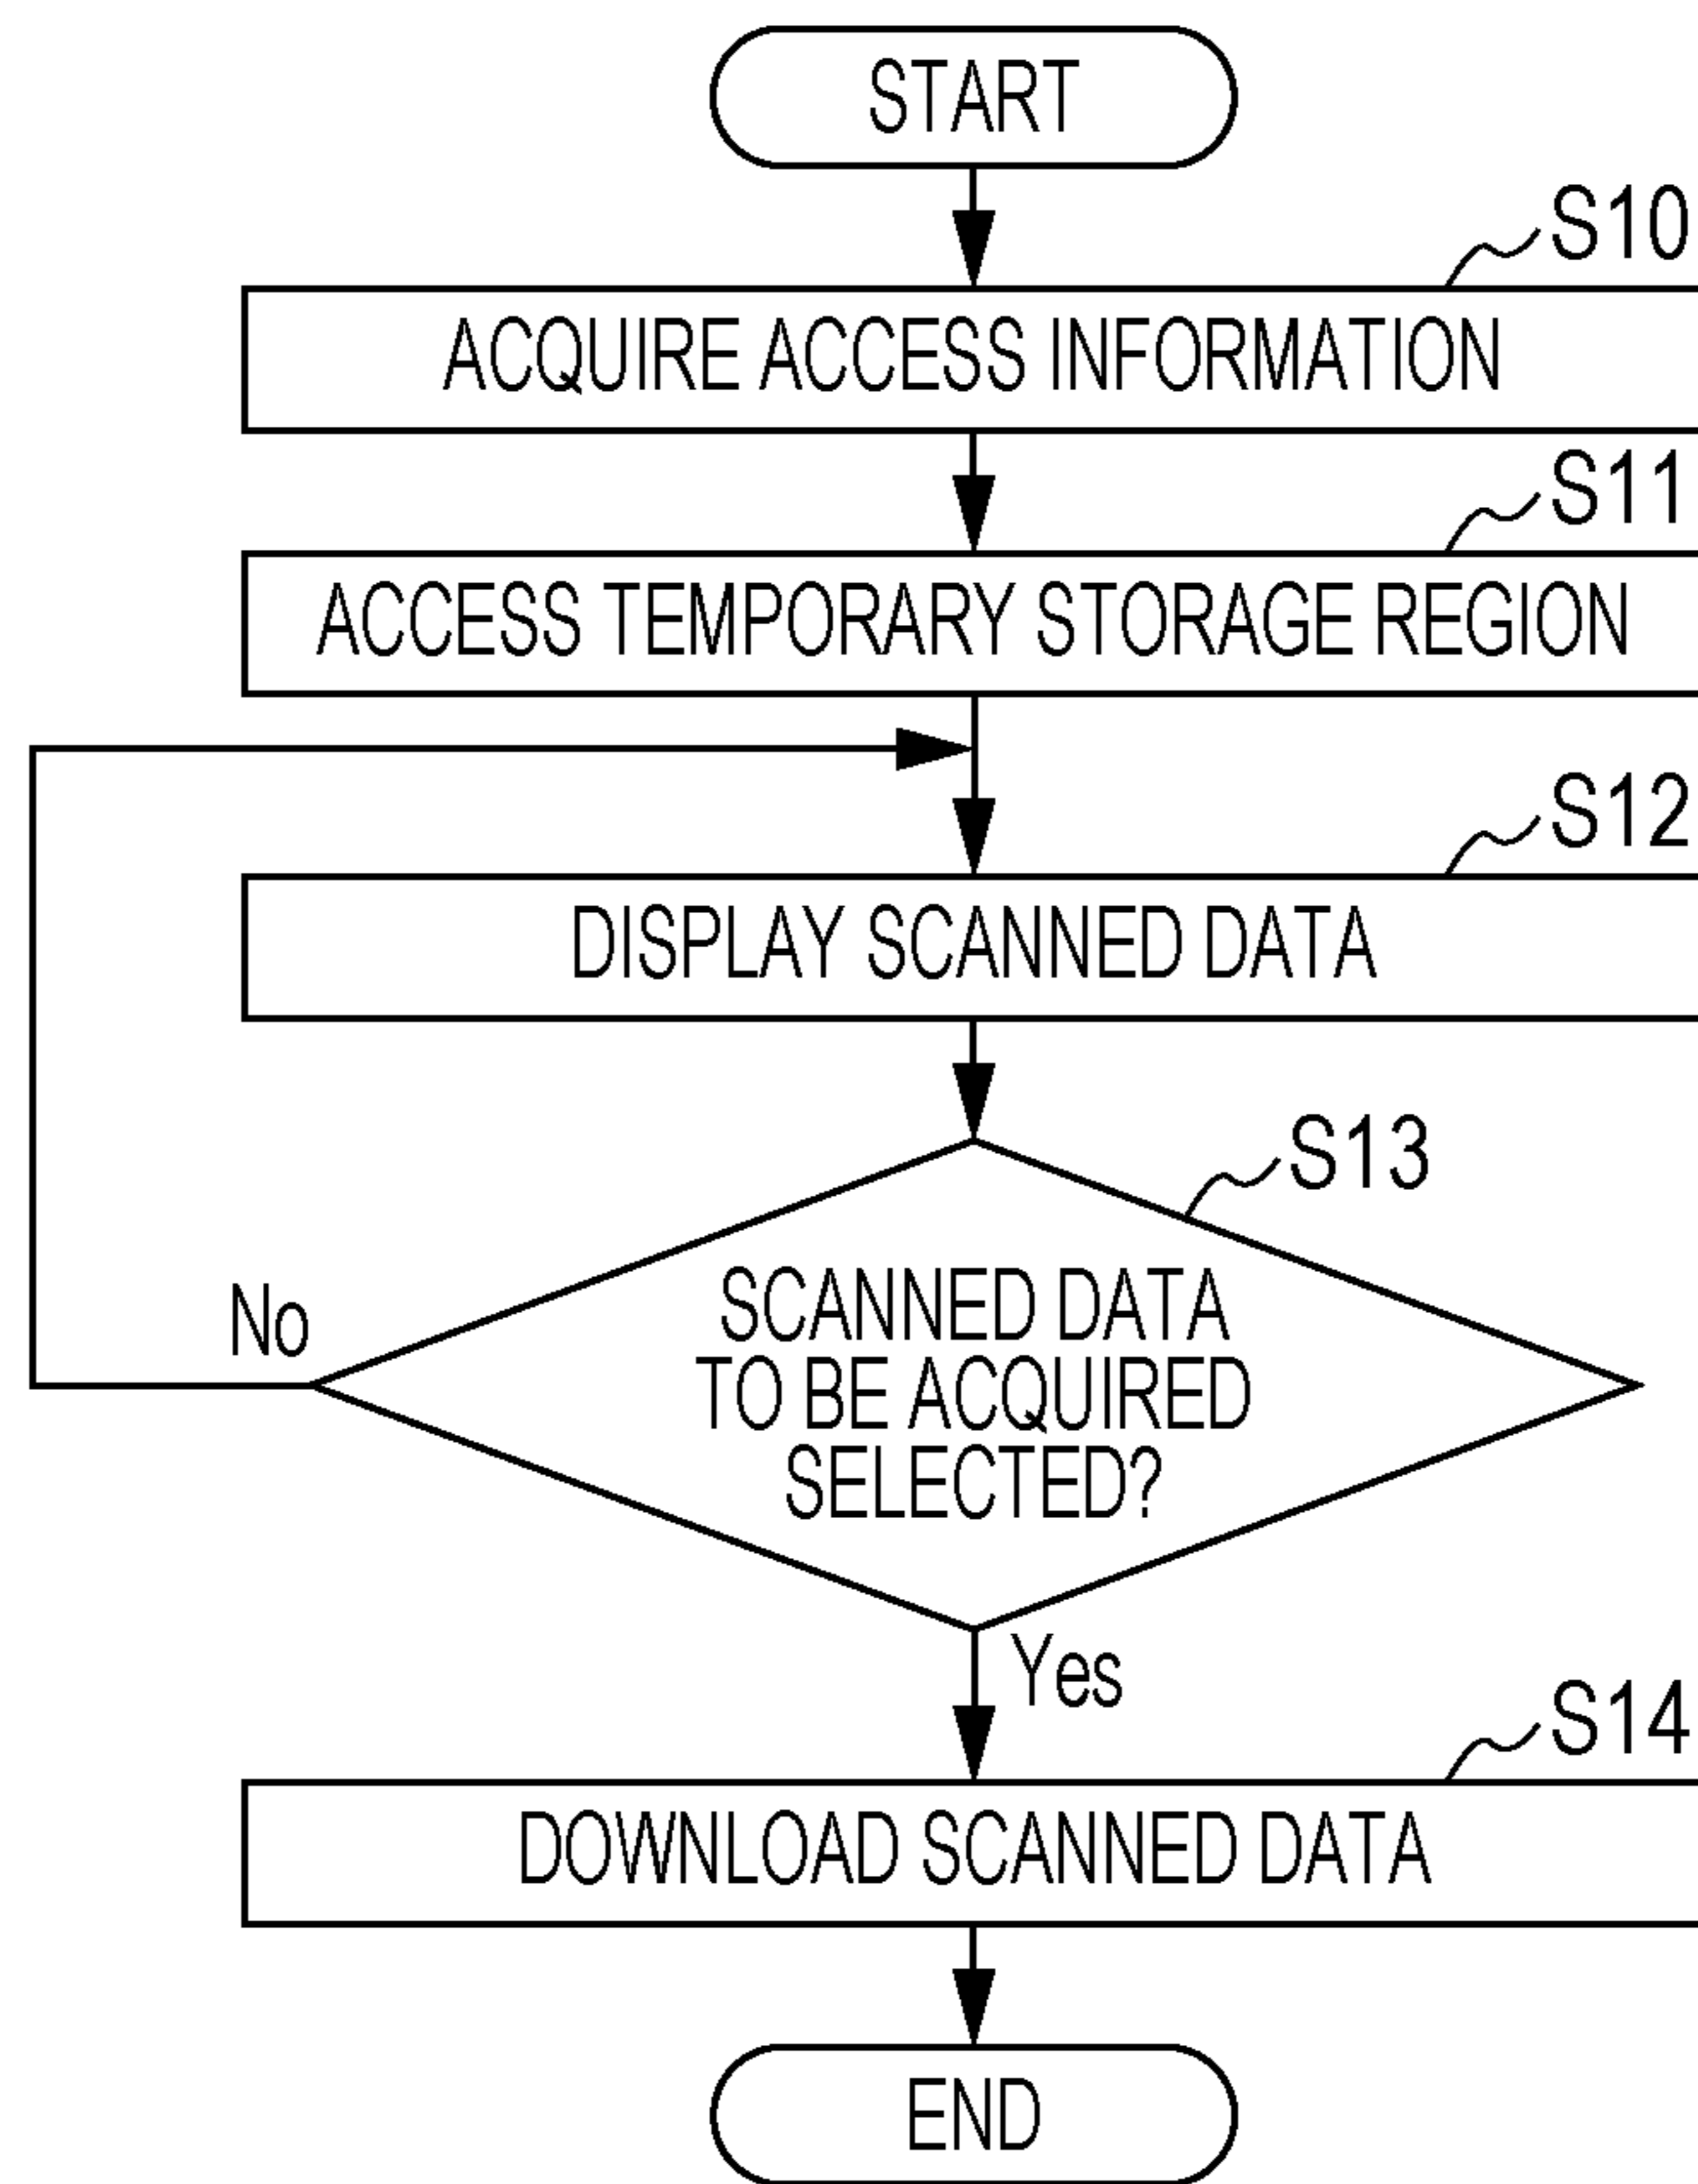 START
S10
ACQUIRE ACCESS INFORMATION
S11
ACCESS TEMPORARY STORAGE REGION
S12
DISPLAY SCANNED DATA
S13
SCANNED DATA
TO BE ACQUIRED
SELECTED?
No
Yes
S14
DOWNLOAD SCANNED DATA
END